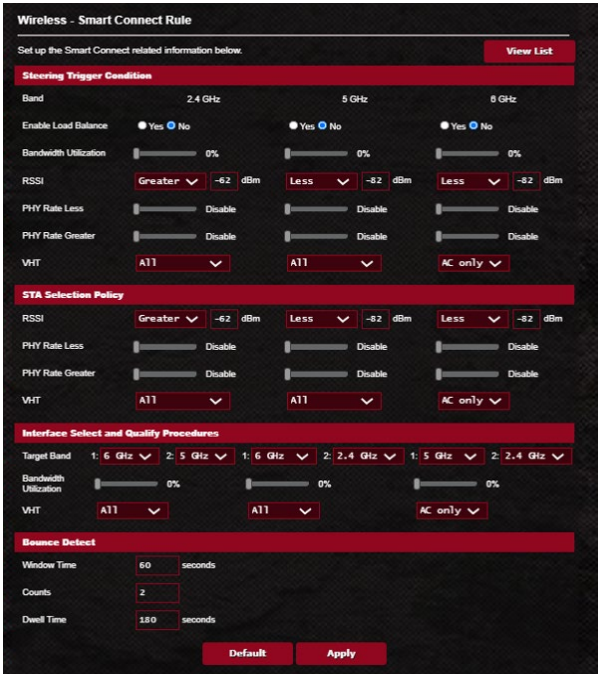 Wireless - Smart Connect Rule
Set up the Smart Connect related information below.
View List
Steering Trigger Condition
Band 2.4 GHz 5 GHz 6 GHz
Enable Load Balance Yes No Yes No Yes No
Bandwidth Utilization 0% 0% 0%
RSSI Greater -62 dBm Less -82 dBm Less -82 dBm
PHY Rate Less Disable Disable Disable
PHY Rate Greater Disable Disable Disable
VHT All All AC only
STA Selection Policy
RSSI Greater -62 dBm Less -82 dBm Less -82 dBm
PHY Rate Less Disable Disable Disable
PHY Rate Greater Disable Disable Disable
VHT All All AC only
Interface Select and Qualify Procedures
Target Band 1: 6 GHz 2: 5 GHz 1: 6 GHz 2: 2.4 GHz 1: 5 GHz 2: 2.4 GHz
Bandwidth
Utilization 0% 0% 0%
VHT All All AC only
Bounce Detect
Window Time 60 seconds
Counts 2
Dwell Time 180 seconds
Default Apply